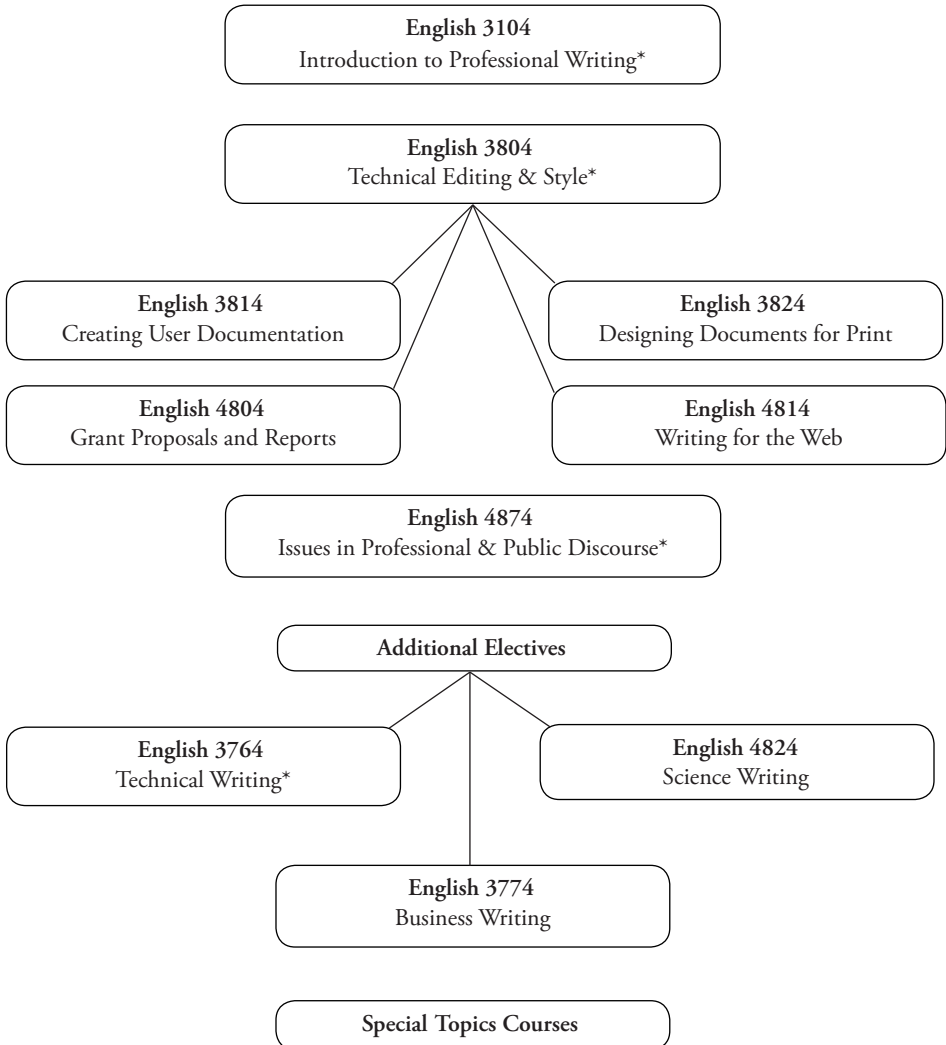 English 3104
Introduction to Professional Writing*
English 3804
Technical Editing & Style*
English 3814
Creating User Documentation
English 3824
Designing Documents for Print
English 4804
Grant Proposals and Reports
English 4814
Writing for the Web
English 4874
Issues in Professional & Public Discourse*
Additional Electives
English 3764
Technical Writing*
English 4824
Science Writing
English 3774
Business Writing
Special Topics Courses